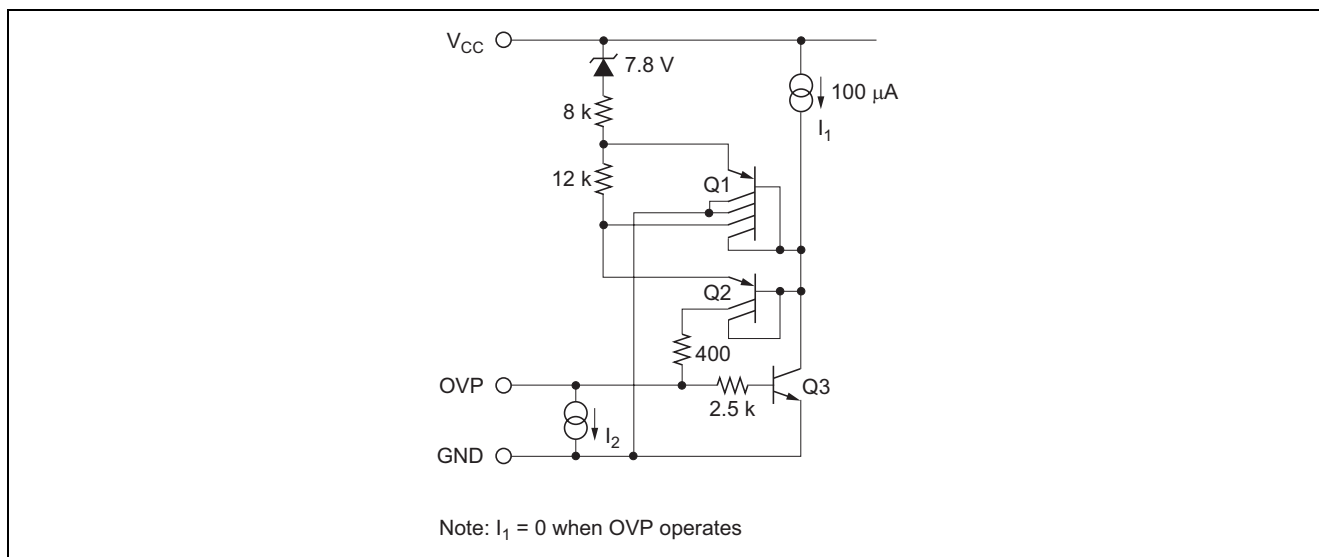 V_CC
7.8 V
8 k
100 μA
I_1
12 k
Q1
Q2
400
OVP
Q3
2.5 k
I_2
GND
Note: I_1 = 0 when OVP operates